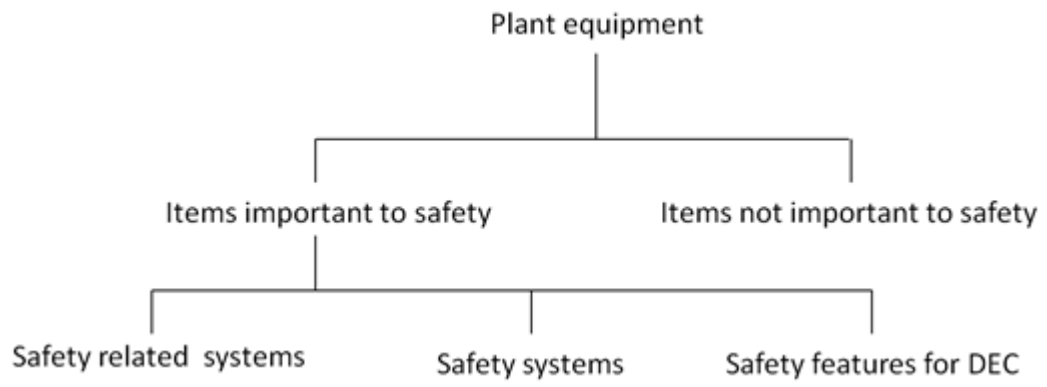 Plant equipment
Items important to safety
Items not important to safety
Safety related systems
Safety systems
Safety features for DEC